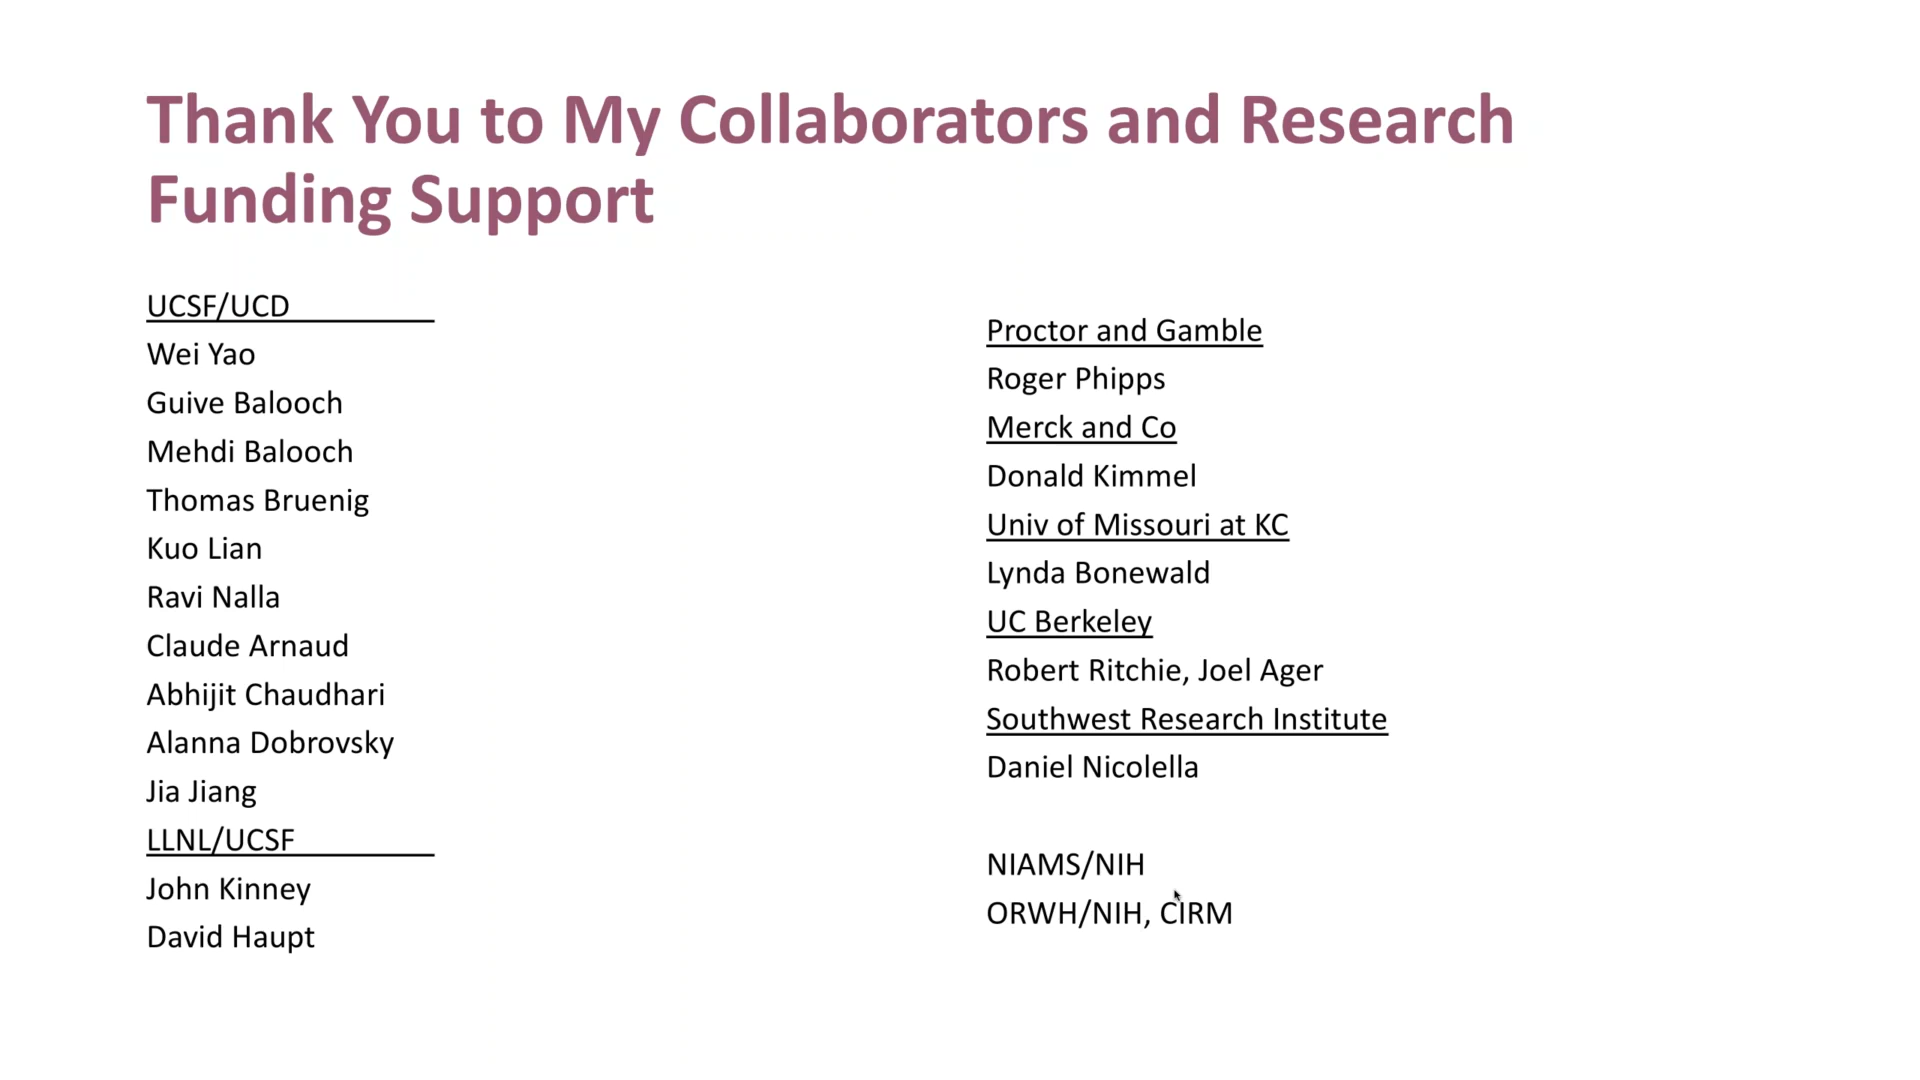 Thank You to My Collaborators and Research
Funding Support
UCSF/UCD
Wei Yao
Guive Balooch
Mehdi Balooch
Thomas Bruenig
Kuo Lian
Ravi Nalla
Claude Arnaud
Abhijit Chaudhari
Alanna Dobrovsky
Jia Jiang
LLNL/UCSF
John Kinney
David Haupt
Proctor and Gamble
Roger Phipps
Merck and Co
Donald Kimmel
Univ of Missouri at KC
Lynda Bonewald
UC Berkeley
Robert Ritchie, Joel Ager
Southwest Research Institute
Daniel Nicolella
NIAMS/NIH
ORWH/NIH, CIRM